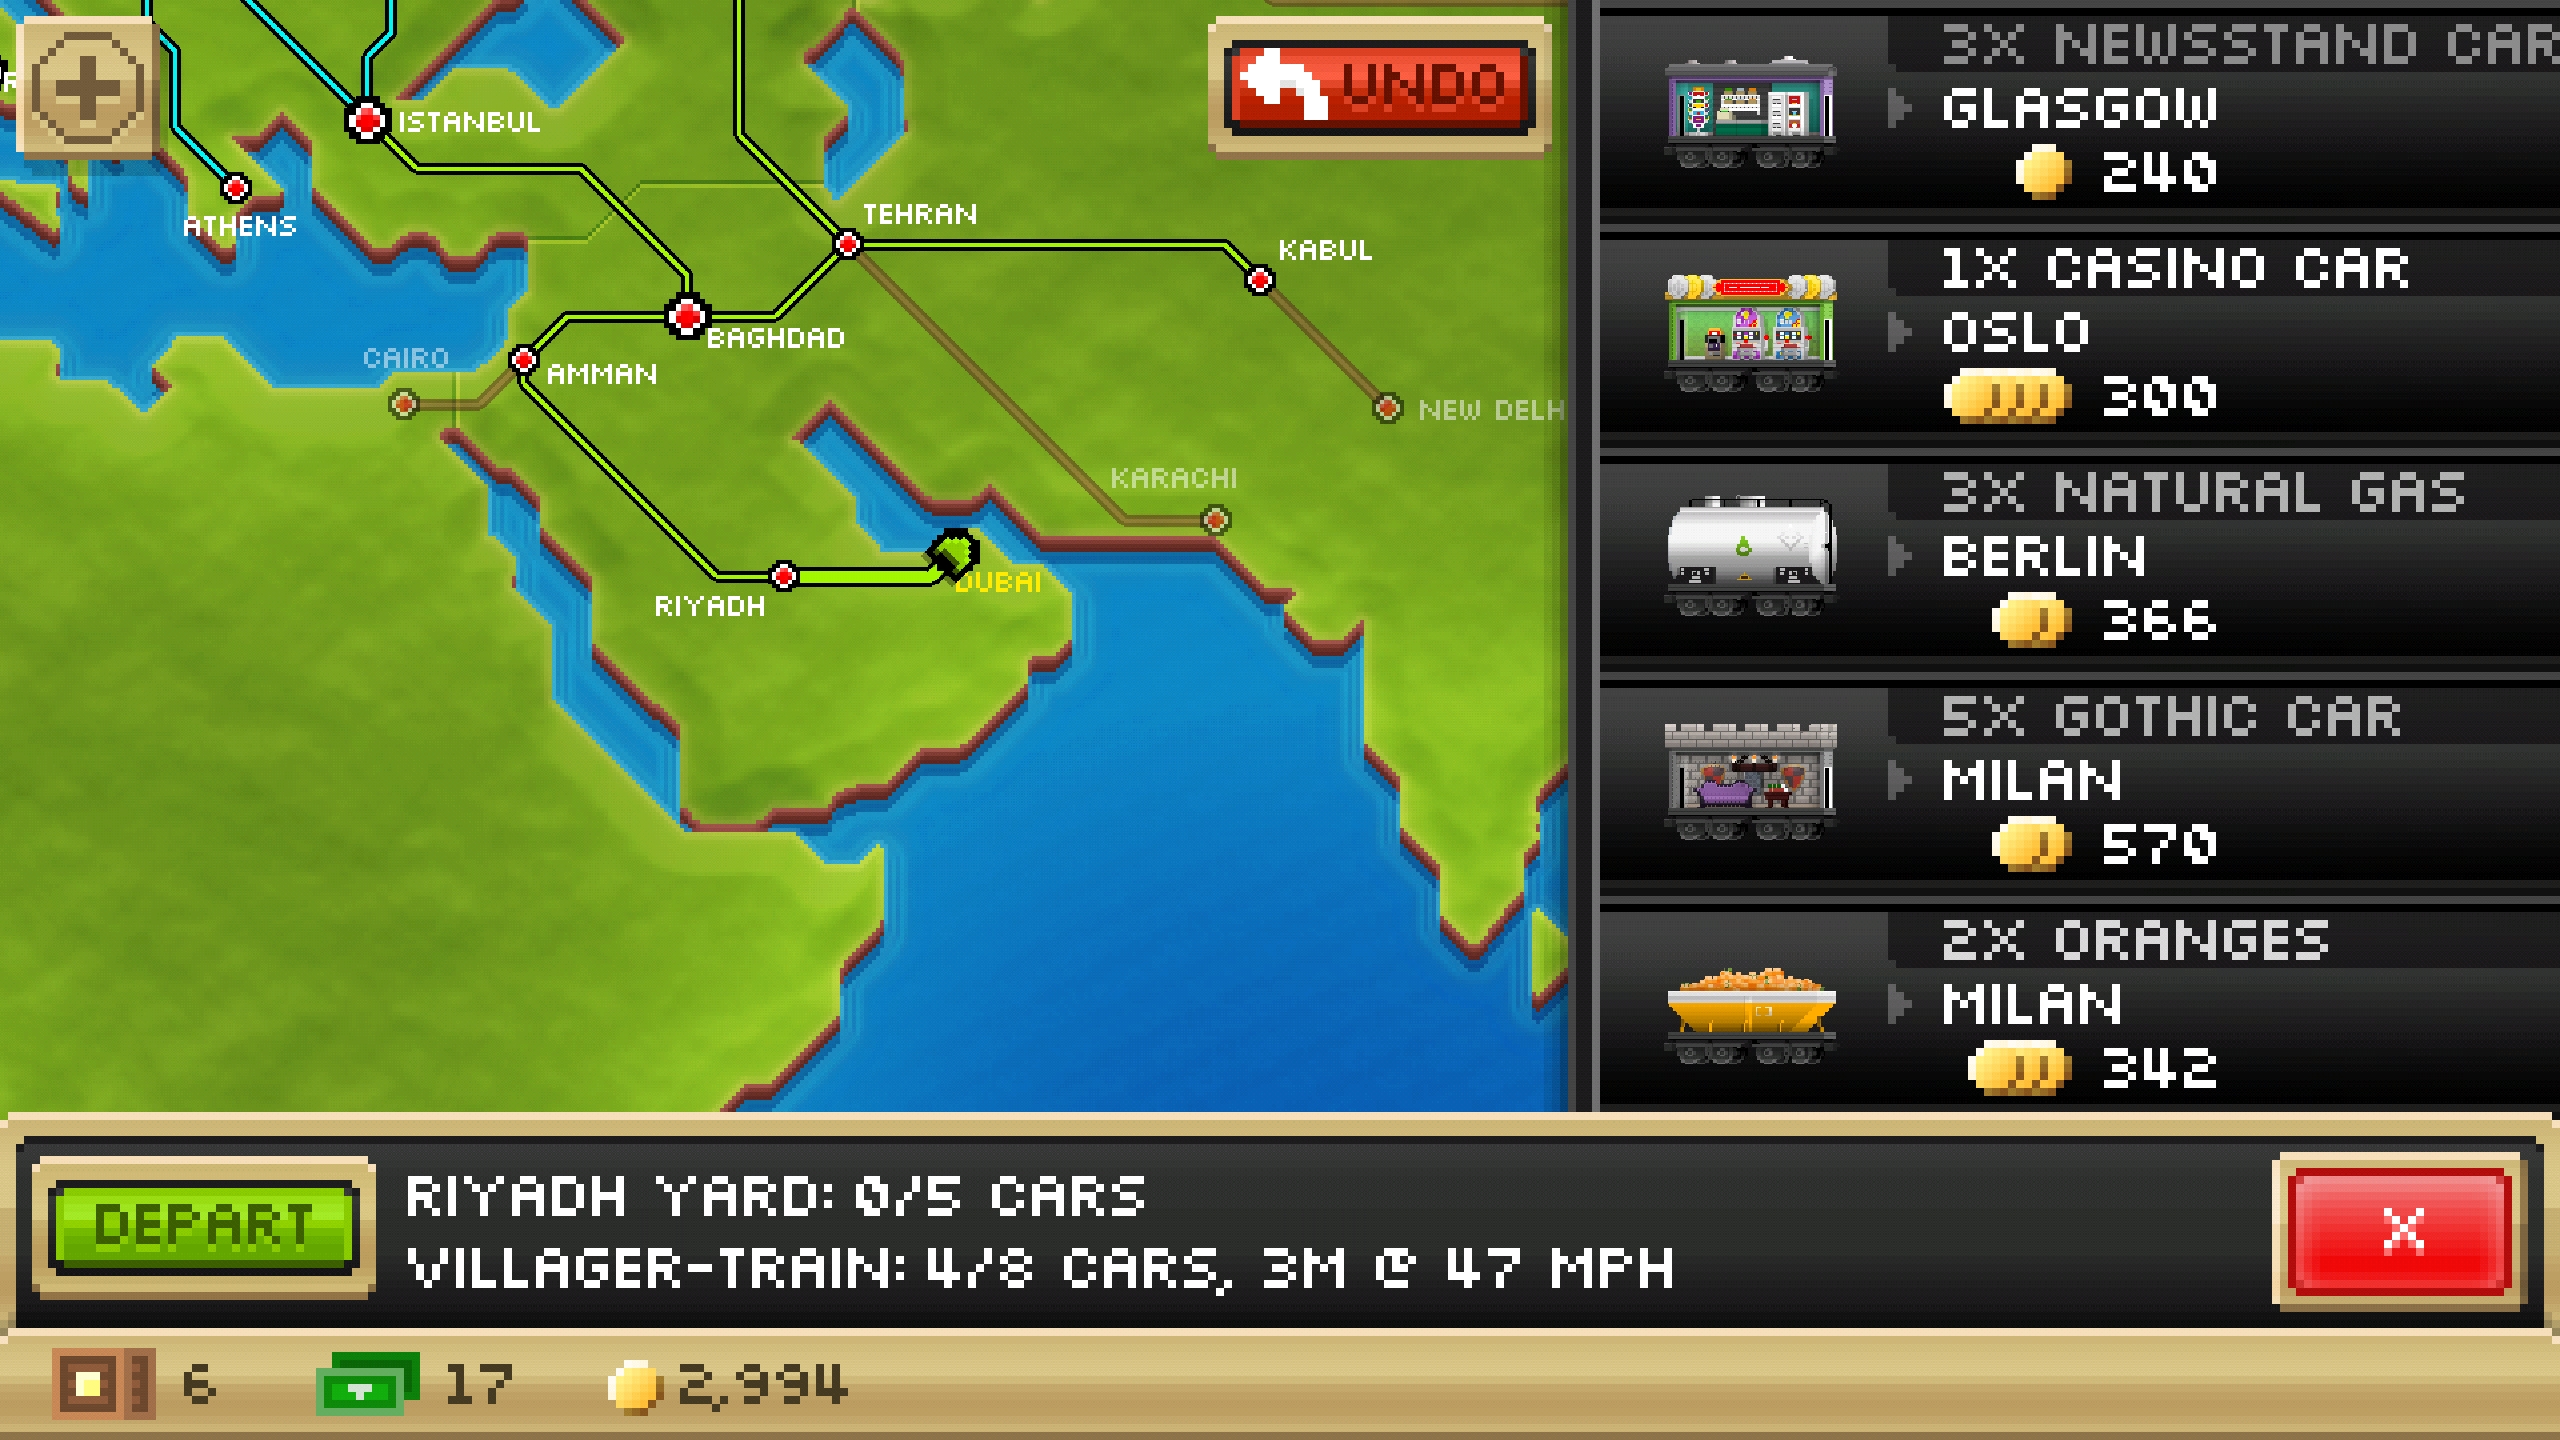 ISTANBUL
ATHENS
UNDO
TEHRAN
KABUL
BAGHDAD
CAIRO
AMMAN
NEW DELH
KARACHI
DUBAI
RIYADH
3X NEWSSTAND CAR
GLASGOW
240
1X CASINO CAR
OSLO
300
3X NATURAL GAS
BERLIN
366
5X GOTHIC CAR
MILAN
570
2X ORANGES
MILAN
342
DEPART
RIYADH YARD: 0/5 CARS
VILLAGER-TRAIN: 4/8 CARS, 3M @ 47 MPH
X
6
17
2,994